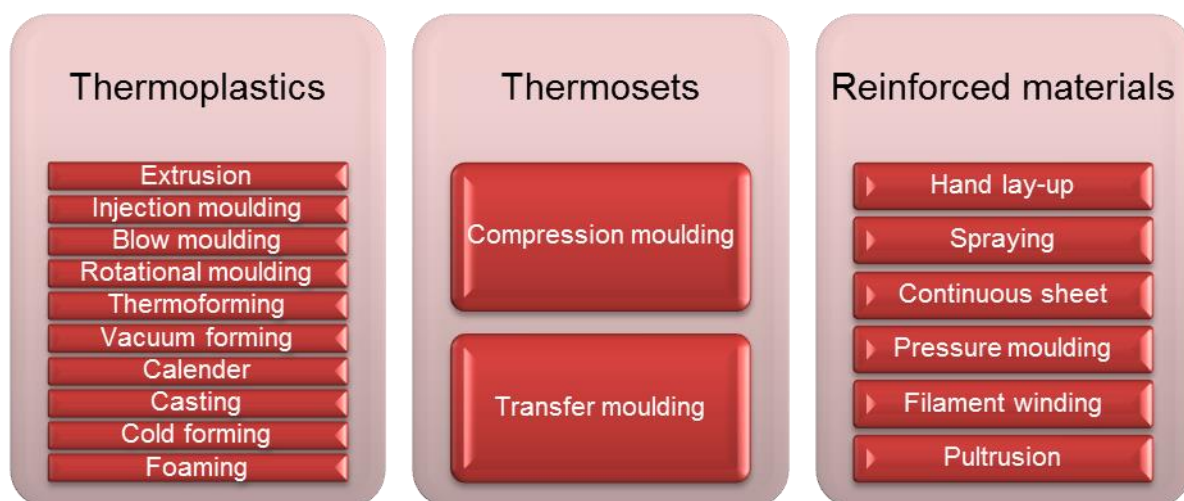 Thermoplastics
Extrusion
Injection moulding
Blow moulding
Rotational moulding
Thermoforming
Vacuum forming
Calender
Casting
Cold forming
Foaming
Thermosets
Compression moulding
Transfer moulding
Reinforced materials
Hand lay-up
Spraying
Continuous sheet
Pressure moulding
Filament winding
Pultrusion